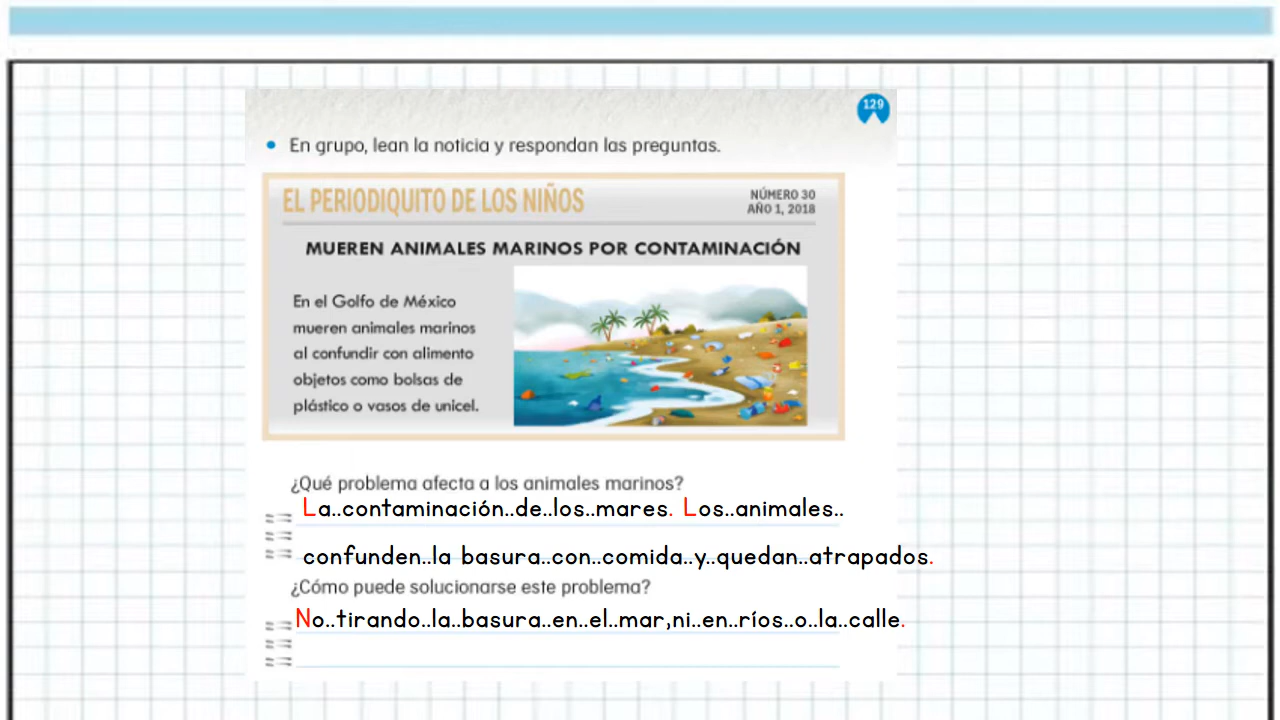 129
En grupo, lean la noticia y respondan las preguntas.
EL PERIODIQUITO DE LOS NIÑOS
NÚMERO 30
AÑO 1, 2018
MUEREN ANIMALES MARINOS POR CONTAMINACIÓN
En el Golfo de México
mueren animales marinos
al confundir con alimento
objetos como bolsas de
plástico o vasos de unicel.
¿Qué problema afecta a los animales marinos?
La..contaminación..de..los..mares. Los..animales..
confunden..la basura..con..comida..y..quedan..atrapados.
¿Cómo puede solucionarse este problema?
No..tirando..la..basura..en..el..mar,ni..en..ríos..o..la..calle.